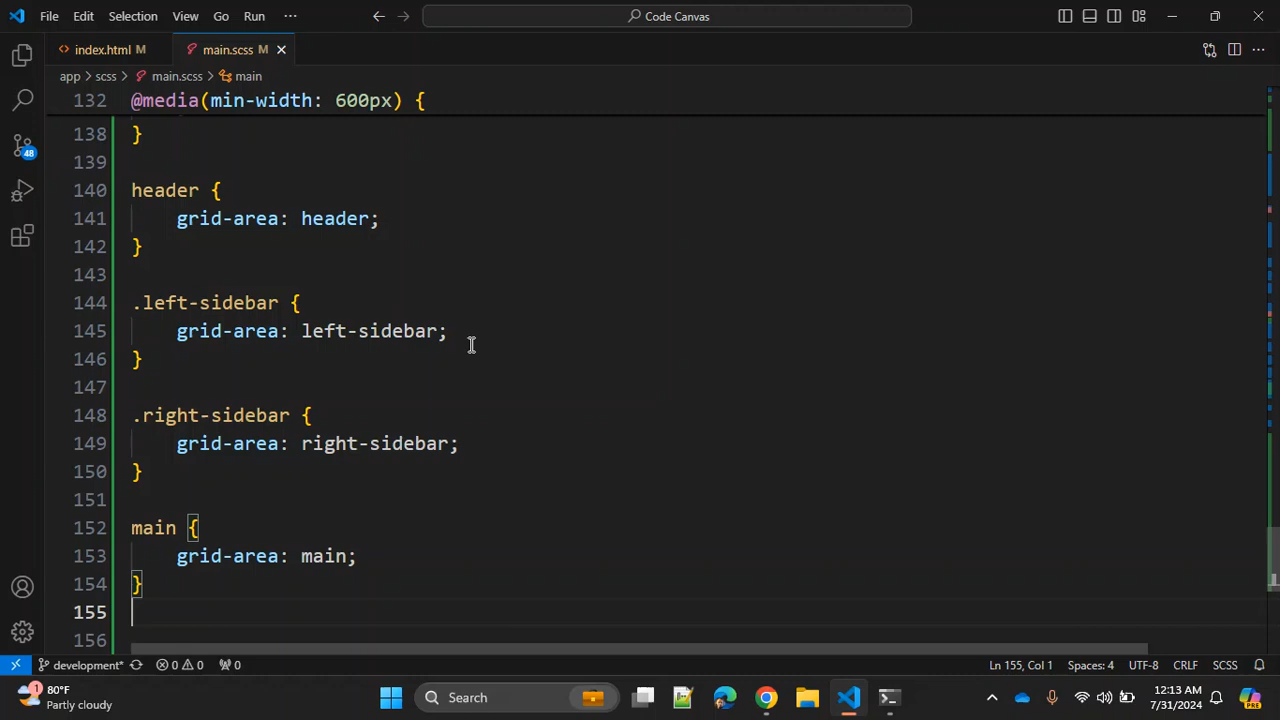 File Edit Selection View Go Run ··· Code Canvas
index.html M main.scss M
app > scss > main.scss > main
132 @media(min-width: 600px) {
138 }
139
140 header {
141 grid-area: header;
142 }
143
144 .left-sidebar {
145 grid-area: left-sidebar;
146 }
147
148 .right-sidebar {
149 grid-area: right-sidebar;
150 }
151
152 main {
153 grid-area: main;
154 }
155
156
48
development* 0 0 0 Ln 155, Col 1 Spaces: 4 UTF-8 CRLF SCSS
1 80°F
Partly cloudy
Search
PRE
12:13 AM
7/31/2024